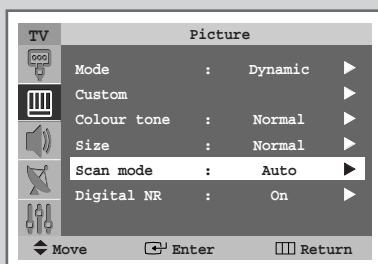 TV Picture
Mode : Dynamic
Custom
Colour tone : Normal
Size : Normal
Scan mode : Auto
Digital NR : On
Move Enter Return